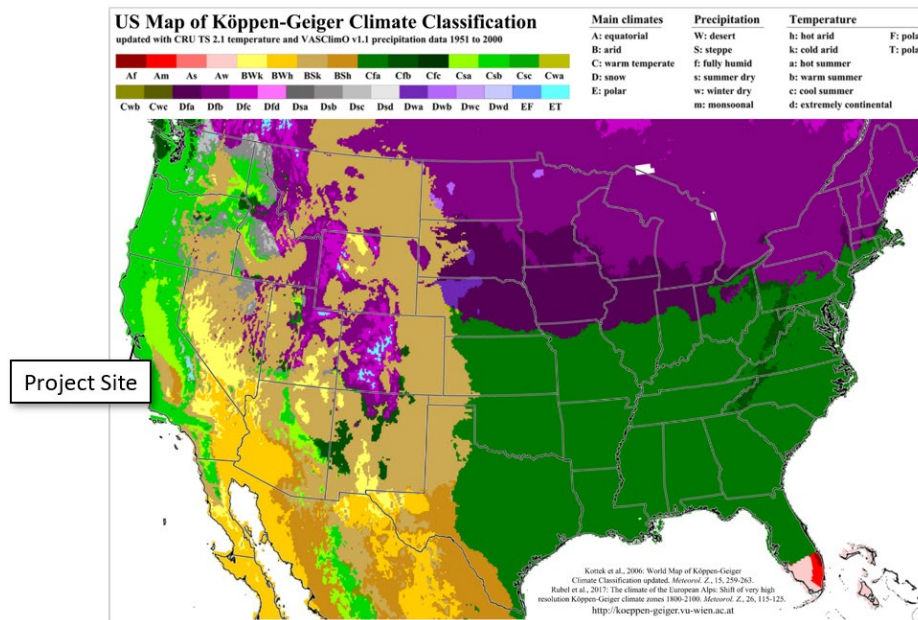 US Map of Köppen-Geiger Climate Classification
updated with CRU TS 2.1 temperature and VASClimO v1.1 precipitation data 1951 to 2000
Af Am As Aw BWk BWh BSk BSh Cfa Cfb Cfc Csa Csb Csc Cwa
Cwb Cwc Dfa Dfb Dfc Dfd Dsa Dsb Dsc Dsd Dwa Dwb Dwc Dwd EF ET
Main climates
A: equatorial
B: arid
C: warm temperate
D: snow
E: polar
Precipitation
W: desert
S: steppe
f: fully humid
s: summer dry
w: winter dry
m: monsoonal
Temperature
h: hot arid
k: cold arid
a: hot summer
b: warm summer
c: cool summer
d: extremely continental
F: pola
T: pola
Project Site
Kottek et al., 2006: World Map of Köppen-Geiger
Climate Classification updated. Meteorol. Z., 15, 259-263.
Rubel et al., 2017: The climate of the European Alps: Shift of very high
resolution Köppen-Geiger climate zones 1800-2100. Meteorol. Z., 26, 115-125.
http://koeppen-geiger.vu-wien.ac.at